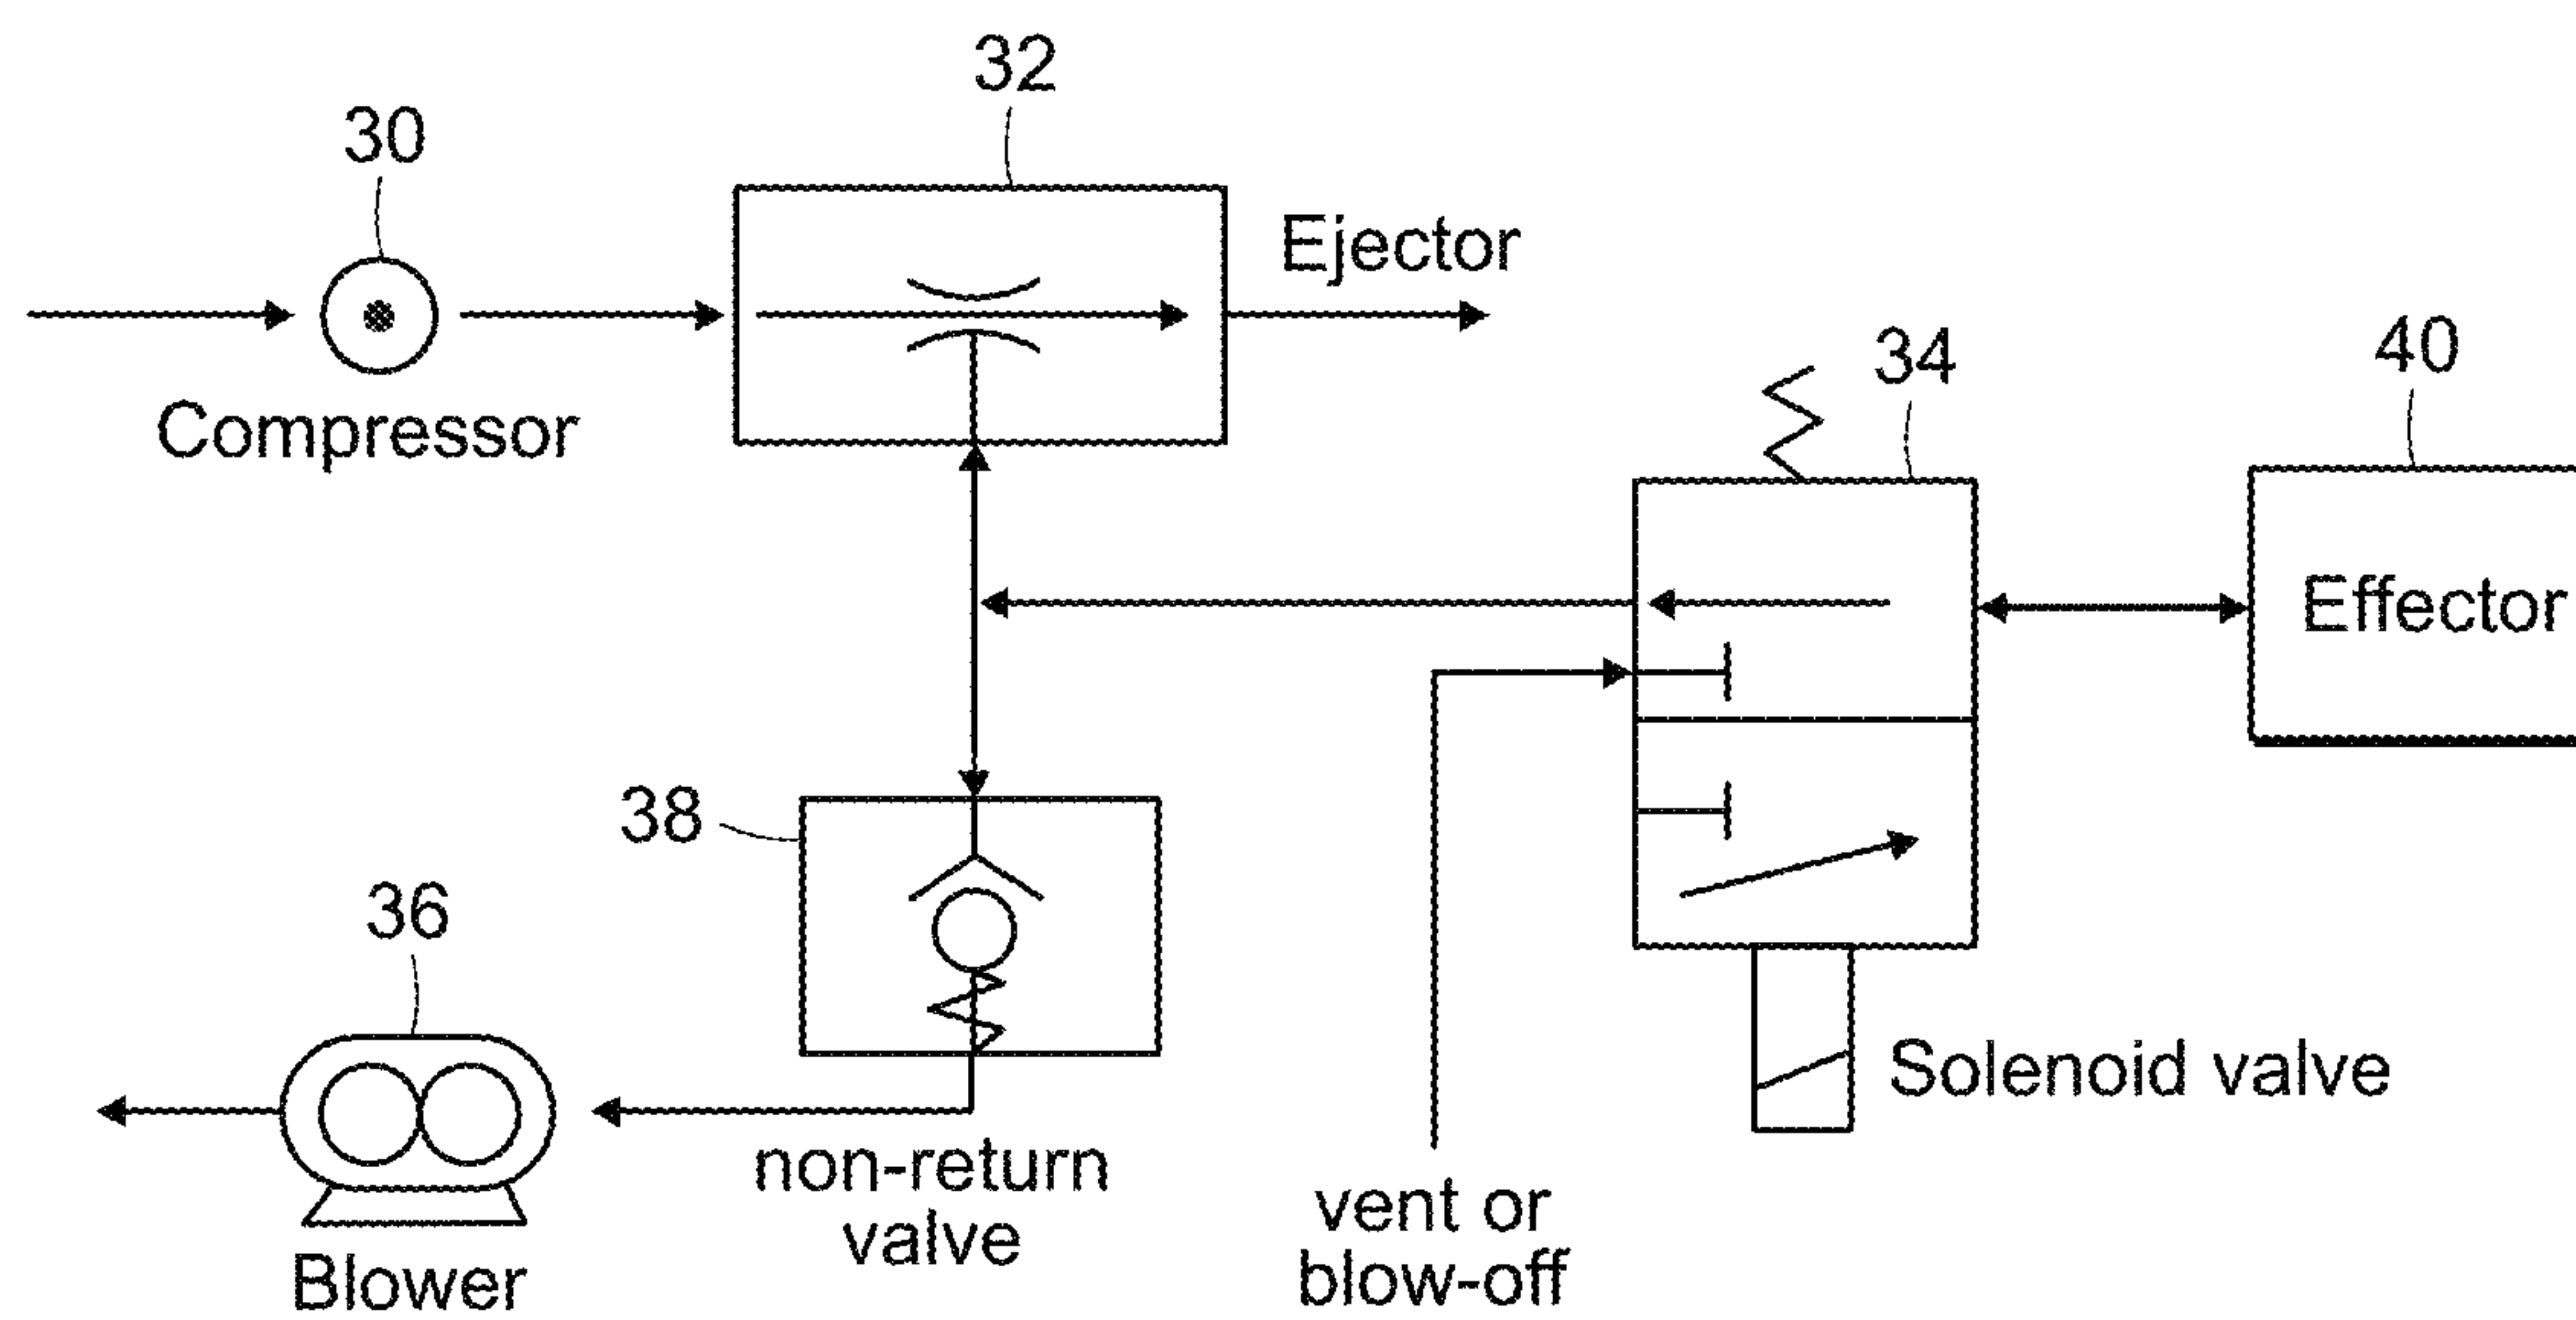 32
30
Ejector
Compressor
34
40
Effector
38
36
non-return
valve
Solenoid valve
vent or
blow-off
Blower